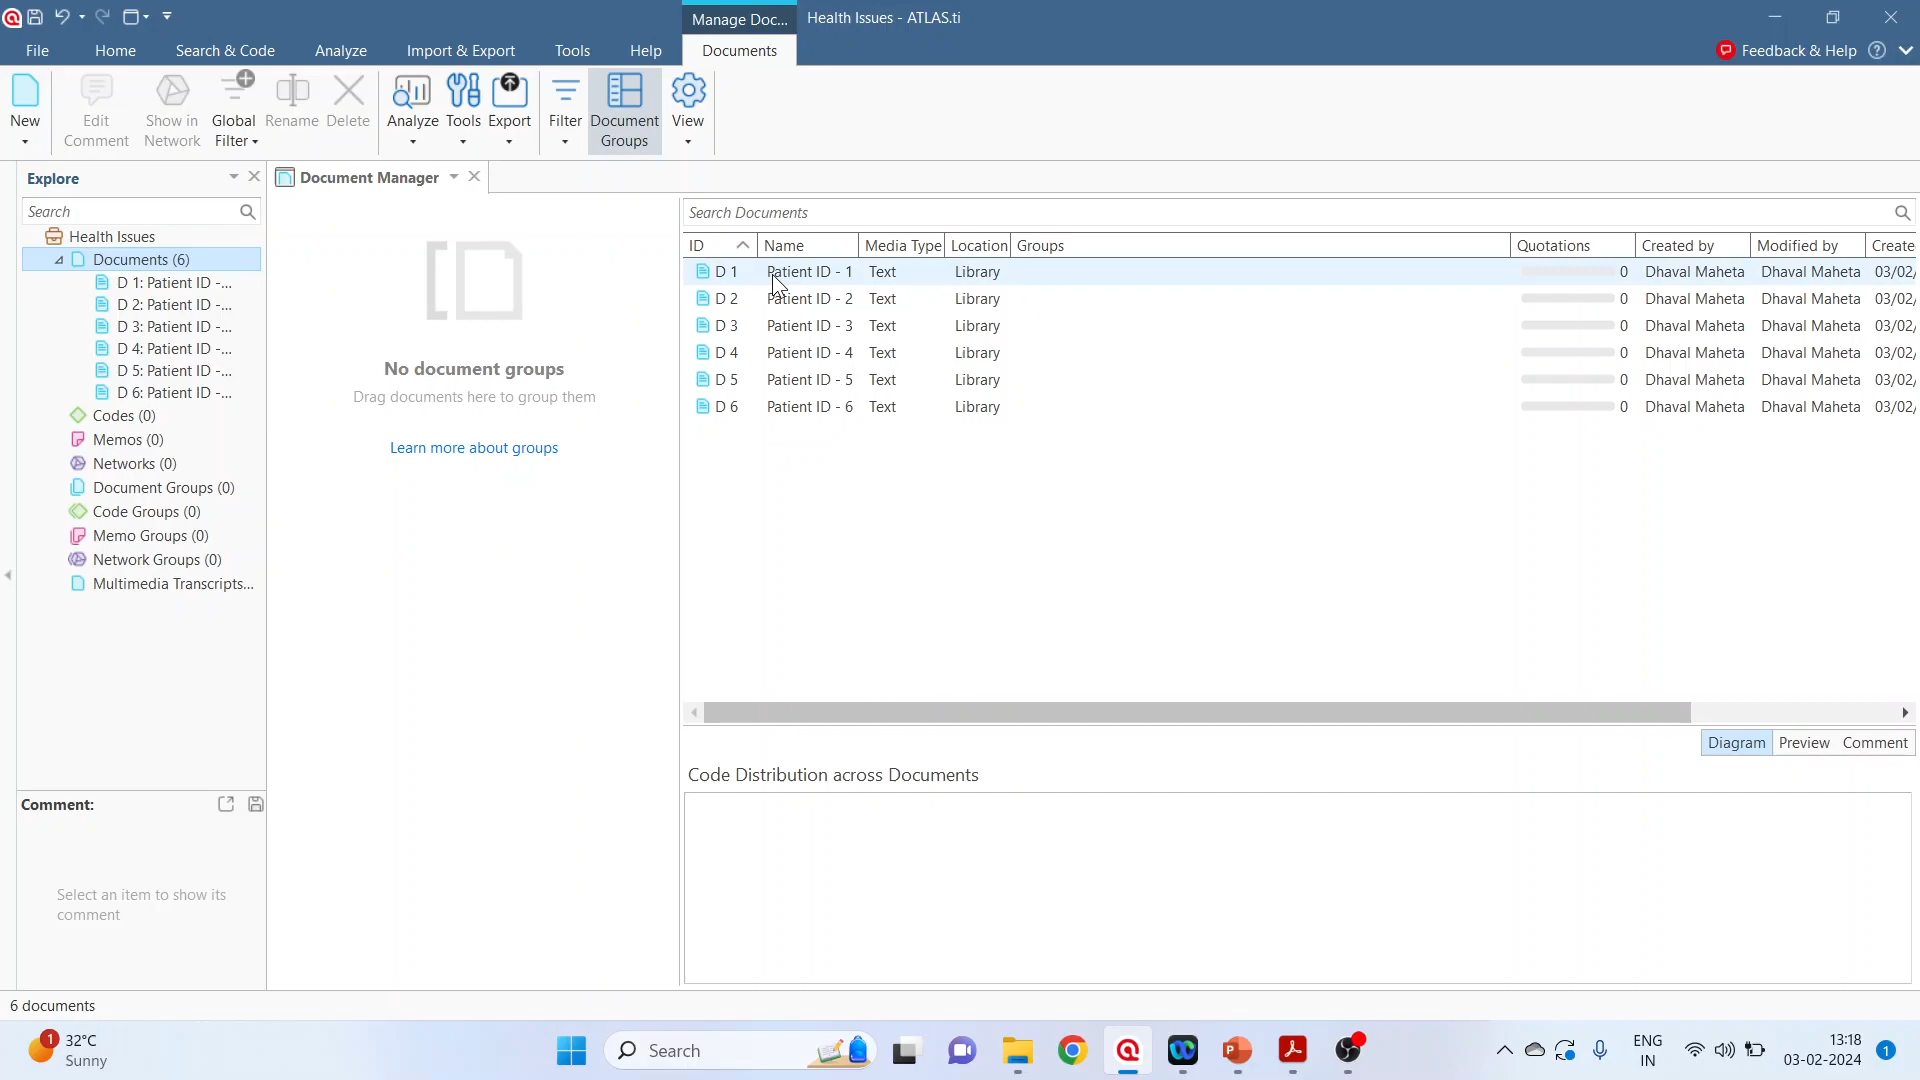 Manage Doc...
Health Issues - ATLAS.ti
File Home Search & Code Analyze Import & Export Tools Help Documents Feedback & Help
New
Edit Comment
Show in Network
Global Filter
Rename
Delete
Analyze
Tools
Export
Filter
Document Groups
View
Explore
Search
Health Issues
Documents (6)
D 1: Patient ID -...
D 2: Patient ID -...
D 3: Patient ID -...
D 4: Patient ID -...
D 5: Patient ID -...
D 6: Patient ID -...
Codes (0)
Memos (0)
Networks (0)
Document Groups (0)
Code Groups (0)
Memo Groups (0)
Network Groups (0)
Multimedia Transcripts...
Comment:
Select an item to show its
comment
Document Manager
No document groups
Drag documents here to group them
Learn more about groups
Search Documents
ID Name Media Type Location Groups Quotations Created by Modified by Create
D 1 Patient ID - 1 Text Library 0 Dhaval Maheta Dhaval Maheta 03/02/
D 2 Patient ID - 2 Text Library 0 Dhaval Maheta Dhaval Maheta 03/02/
D 3 Patient ID - 3 Text Library 0 Dhaval Maheta Dhaval Maheta 03/02/
D 4 Patient ID - 4 Text Library 0 Dhaval Maheta Dhaval Maheta 03/02/
D 5 Patient ID - 5 Text Library 0 Dhaval Maheta Dhaval Maheta 03/02/
D 6 Patient ID - 6 Text Library 0 Dhaval Maheta Dhaval Maheta 03/02/
Diagram Preview Comment
Code Distribution across Documents
6 documents
1
32°C
Sunny
Search
ENG
IN
13:18
03-02-2024
1